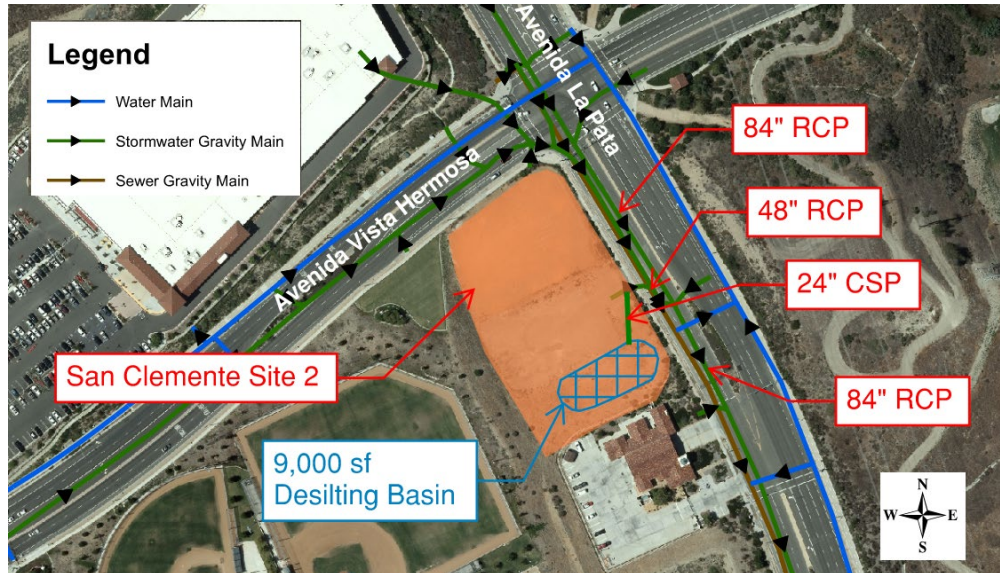 Legend
Water Main
Stormwater Gravity Main
Sewer Gravity Main
Avenida La Pata
Avenida Vista Hermosa
84" RCP
48" RCP
24" CSP
84" RCP
San Clemente Site 2
9,000 sf
Desilting Basin
N
W
E
S